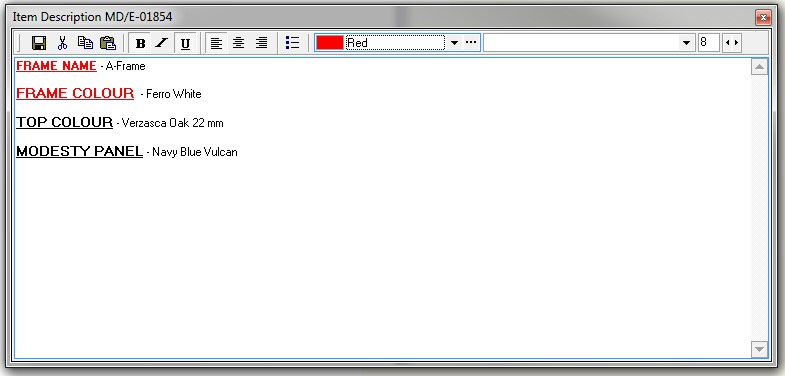 Item Description MD/E-01854
B I U Red 8
FRAME NAME - A-Frame
FRAME COLOUR - Ferro White
TOP COLOUR - Verzasca Oak 22 mm
MODESTY PANEL - Navy Blue Vulcan